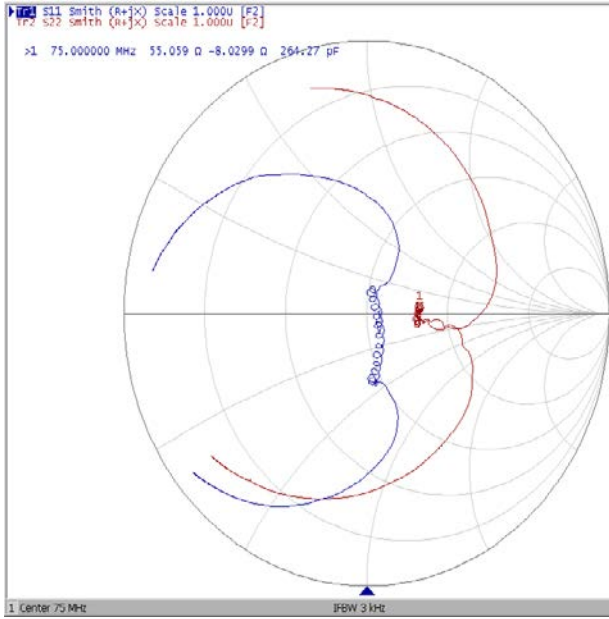 Tr1 S11 Smith (R+jX) Scale 1.000U [F2]
Tr2 S22 Smith (R+jX) Scale 1.000U [F2]
>1 75.000000 MHz 55.059 Ω -8.0299 Ω 264.27 pF
1
1 Center 75 MHz IFBW 3 kHz